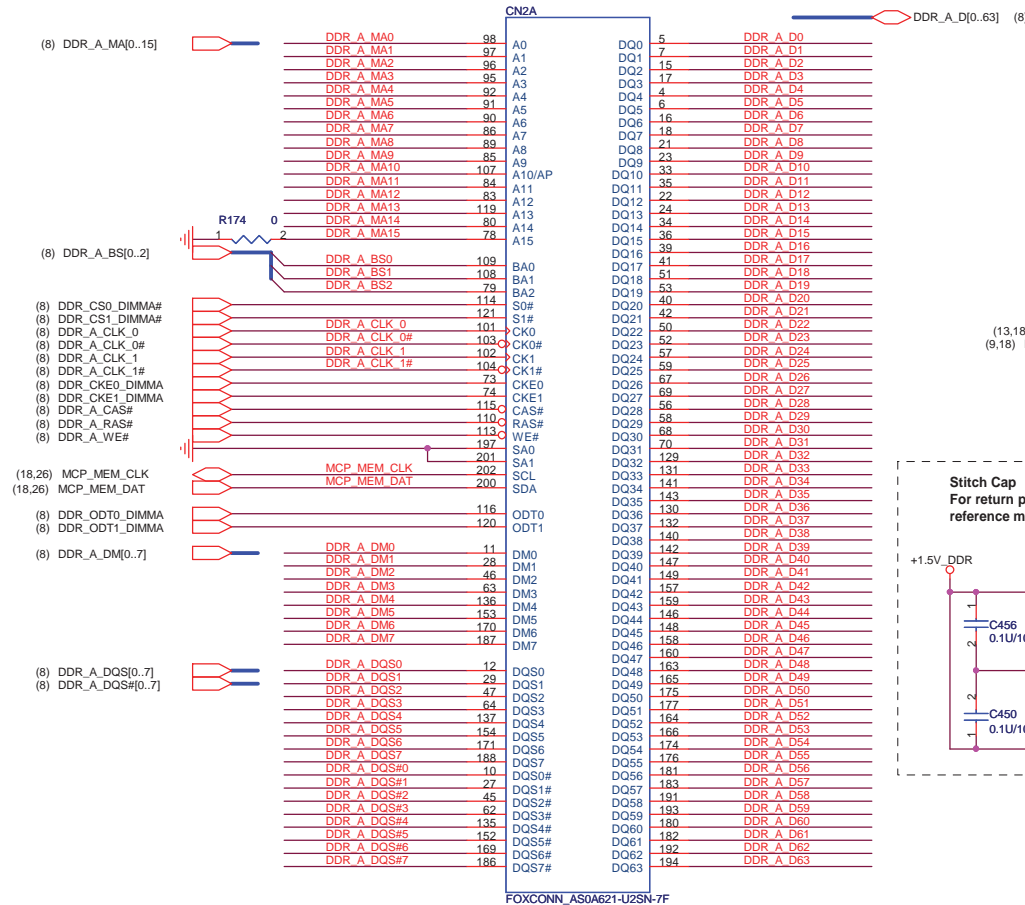 CN2A
DDR_A_D[0..63] (8)
(8) DDR_A_MA[0..15]
DDR_A_MA0 98 A0 DQ0 5 DDR_A_D0
DDR_A_MA1 97 A1 DQ1 7 DDR_A_D1
DDR_A_MA2 96 A2 DQ2 15 DDR_A_D2
DDR_A_MA3 95 A3 DQ3 17 DDR_A_D3
DDR_A_MA4 92 A4 DQ4 4 DDR_A_D4
DDR_A_MA5 91 A5 DQ5 6 DDR_A_D5
DDR_A_MA6 90 A6 DQ6 16 DDR_A_D6
DDR_A_MA7 86 A7 DQ7 18 DDR_A_D7
DDR_A_MA8 89 A8 DQ8 21 DDR_A_D8
DDR_A_MA9 85 A9 DQ9 23 DDR_A_D9
DDR_A_MA10 107 A10/AP DQ10 33 DDR_A_D10
DDR_A_MA11 84 A11 DQ11 35 DDR_A_D11
DDR_A_MA12 83 A12 DQ12 22 DDR_A_D12
DDR_A_MA13 119 A13 DQ13 24 DDR_A_D13
DDR_A_MA14 80 A14 DQ14 34 DDR_A_D14
R174 0
1 2 DDR_A_MA15 78 A15 DQ15 36 DDR_A_D15
DQ16 39 DDR_A_D16
(8) DDR_A_BS[0..2]
DDR_A_BS0 109 BA0 DQ17 41 DDR_A_D17
DDR_A_BS1 108 BA1 DQ18 51 DDR_A_D18
DDR_A_BS2 79 BA2 DQ19 53 DDR_A_D19
(8) DDR_CS0_DIMMA# 114 S0# DQ20 40 DDR_A_D20
(8) DDR_CS1_DIMMA# 121 S1# DQ21 42 DDR_A_D21
(8) DDR_A_CLK_0 DDR_A_CLK_0 101 CK0 DQ22 50 DDR_A_D22
(8) DDR_A_CLK_0# DDR_A_CLK_0# 103 CK0# DQ23 52 DDR_A_D23
(8) DDR_A_CLK_1 DDR_A_CLK_1 102 CK1 DQ24 57 DDR_A_D24
(8) DDR_A_CLK_1# DDR_A_CLK_1# 104 CK1# DQ25 59 DDR_A_D25
(8) DDR_CKE0_DIMMA 73 CKE0 DQ26 67 DDR_A_D26
(8) DDR_CKE1_DIMMA 74 CKE1 DQ27 69 DDR_A_D27
(8) DDR_A_CAS# 115 CAS# DQ28 56 DDR_A_D28
(8) DDR_A_RAS# 110 RAS# DQ29 58 DDR_A_D29
(8) DDR_A_WE# 113 WE# DQ30 68 DDR_A_D30
197 SA0 DQ31 70 DDR_A_D31
201 SA1 DQ32 129 DDR_A_D32
(18,26) MCP_MEM_CLK MCP_MEM_CLK 202 SCL DQ33 131 DDR_A_D33
(18,26) MCP_MEM_DAT MCP_MEM_DAT 200 SDA DQ34 141 DDR_A_D34
DQ35 143 DDR_A_D35
(8) DDR_ODT0_DIMMA 116 ODT0 DQ36 130 DDR_A_D36
(8) DDR_ODT1_DIMMA 120 ODT1 DQ37 132 DDR_A_D37
DQ38 140 DDR_A_D38
(8) DDR_A_DM[0..7]
DDR_A_DM0 11 DM0 DQ39 142 DDR_A_D39
DDR_A_DM1 28 DM1 DQ40 147 DDR_A_D40
DDR_A_DM2 46 DM2 DQ41 149 DDR_A_D41
DDR_A_DM3 63 DM3 DQ42 157 DDR_A_D42
DDR_A_DM4 136 DM4 DQ43 159 DDR_A_D43
DDR_A_DM5 153 DM5 DQ44 146 DDR_A_D44
DDR_A_DM6 170 DM6 DQ45 148 DDR_A_D45
DDR_A_DM7 187 DM7 DQ46 158 DDR_A_D46
DQ47 160 DDR_A_D47
(8) DDR_A_DQS[0..7]
(8) DDR_A_DQS#[0..7]
DDR_A_DQS0 12 DQS0 DQ48 163 DDR_A_D48
DDR_A_DQS1 29 DQS1 DQ49 165 DDR_A_D49
DDR_A_DQS2 47 DQS2 DQ50 175 DDR_A_D50
DDR_A_DQS3 64 DQS3 DQ51 177 DDR_A_D51
DDR_A_DQS4 137 DQS4 DQ52 164 DDR_A_D52
DDR_A_DQS5 154 DQS5 DQ53 166 DDR_A_D53
DDR_A_DQS6 171 DQS6 DQ54 174 DDR_A_D54
DDR_A_DQS7 188 DQS7 DQ55 176 DDR_A_D55
DDR_A_DQS#0 10 DQS0# DQ56 181 DDR_A_D56
DDR_A_DQS#1 27 DQS1# DQ57 183 DDR_A_D57
DDR_A_DQS#2 45 DQS2# DQ58 191 DDR_A_D58
DDR_A_DQS#3 62 DQS3# DQ59 193 DDR_A_D59
DDR_A_DQS#4 135 DQS4# DQ60 180 DDR_A_D60
DDR_A_DQS#5 152 DQS5# DQ61 182 DDR_A_D61
DDR_A_DQS#6 169 DQS6# DQ62 192 DDR_A_D62
DDR_A_DQS#7 186 DQS7# DQ63 194 DDR_A_D63
FOXCONN_AS0A621-U2SN-7F
(13,18
(9,18)
Stitch Cap
For return p
reference m
+1.5V_DDR
1
C456
0.1U/10
2
2
C450
0.1U/10
1